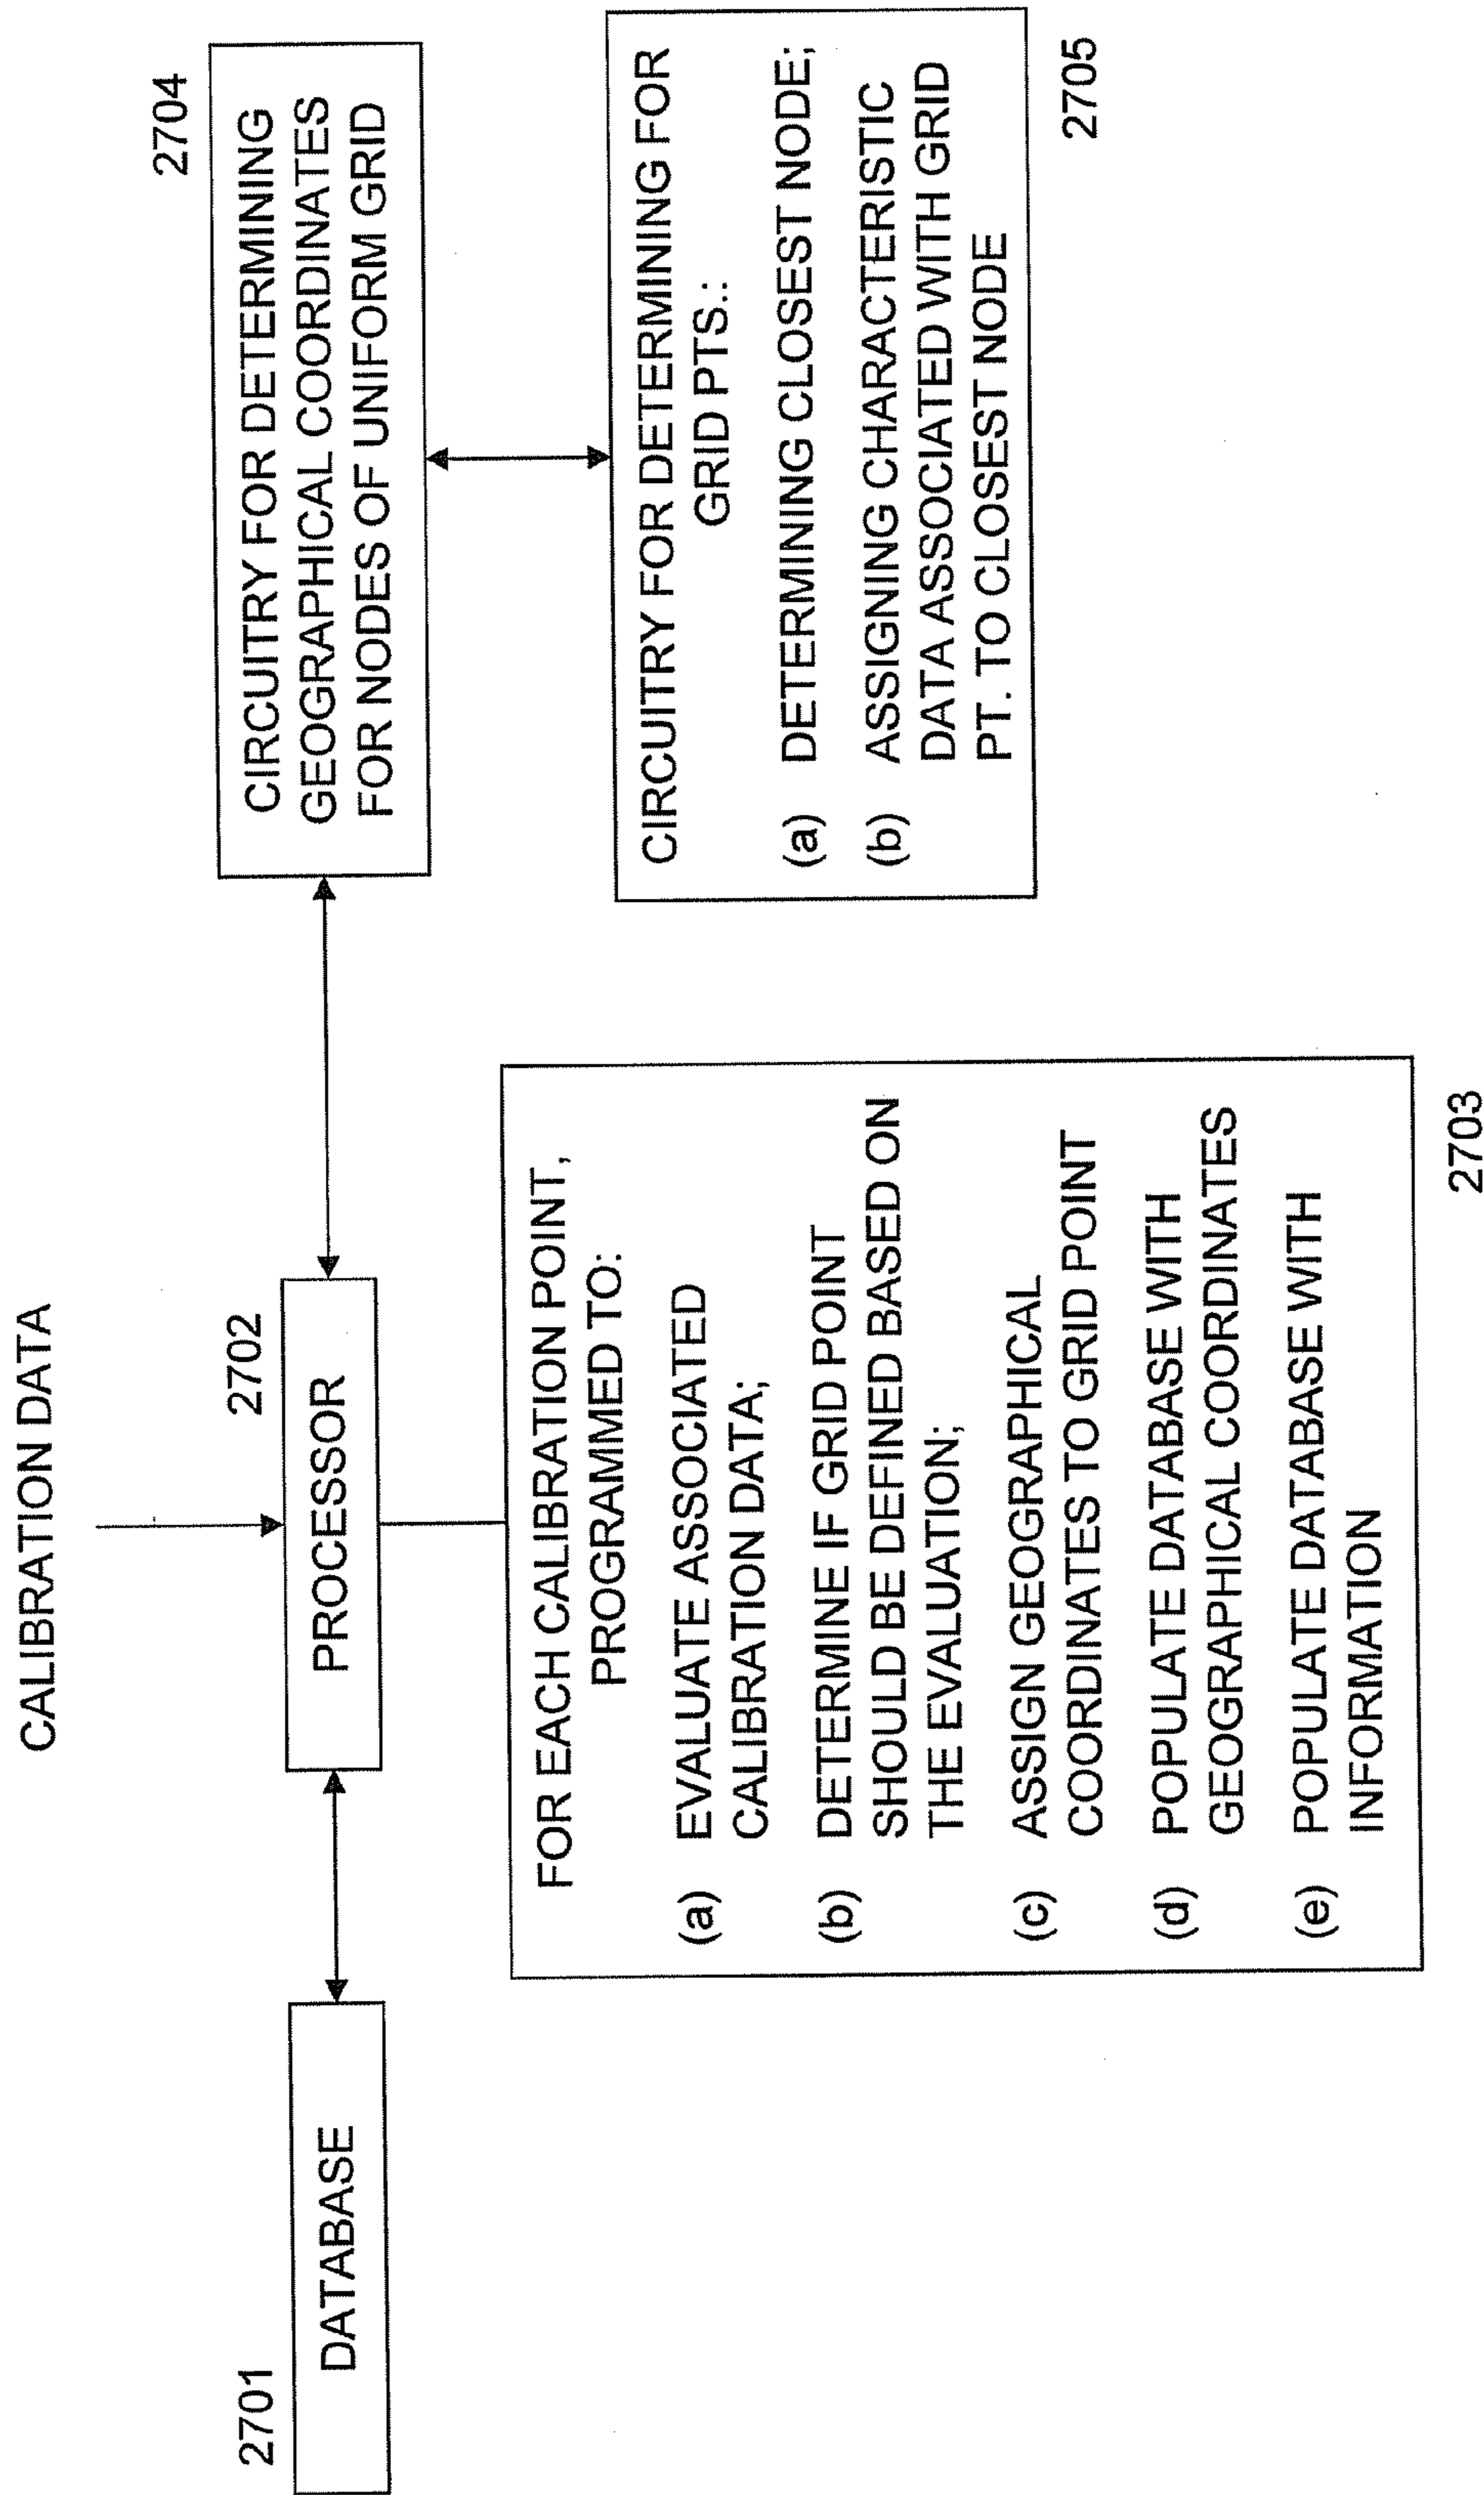 CALIBRATION DATA
2701
DATABASE
2702
PROCESSOR
2704
CIRCUITRY FOR DETERMINING
GEOGRAPHICAL COORDINATES
FOR NODES OF UNIFORM GRID
FOR EACH CALIBRATION POINT,
PROGRAMMED TO:
(a) EVALUATE ASSOCIATED
CALIBRATION DATA;
(b) DETERMINE IF GRID POINT
SHOULD BE DEFINED BASED ON
THE EVALUATION;
(c) ASSIGN GEOGRAPHICAL
COORDINATES TO GRID POINT
(d) POPULATE DATABASE WITH
GEOGRAPHICAL COORDINATES
(e) POPULATE DATABASE WITH
INFORMATION
2703
CIRCUITRY FOR DETERMINING FOR
GRID PTS.:
(a) DETERMINING CLOSEST NODE;
(b) ASSIGNING CHARACTERISTIC
DATA ASSOCIATED WITH GRID
PT. TO CLOSEST NODE
2705